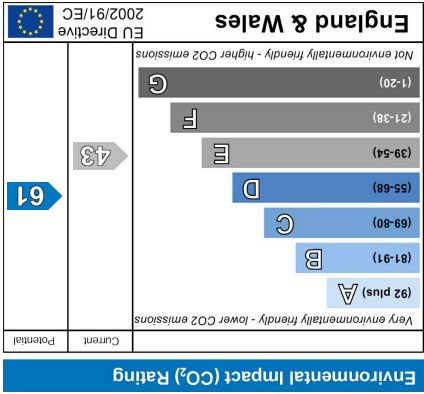 Environmental Impact (CO₂) Rating
Current
Potential
Very environmentally friendly - lower CO2 emissions
(92 plus) A
(81-91) B
(69-80) C
(55-68) D
(39-54) E
(21-38) F
(1-20) G
43
61
Not environmentally friendly - higher CO2 emissions
England & Wales
EU Directive
2002/91/EC